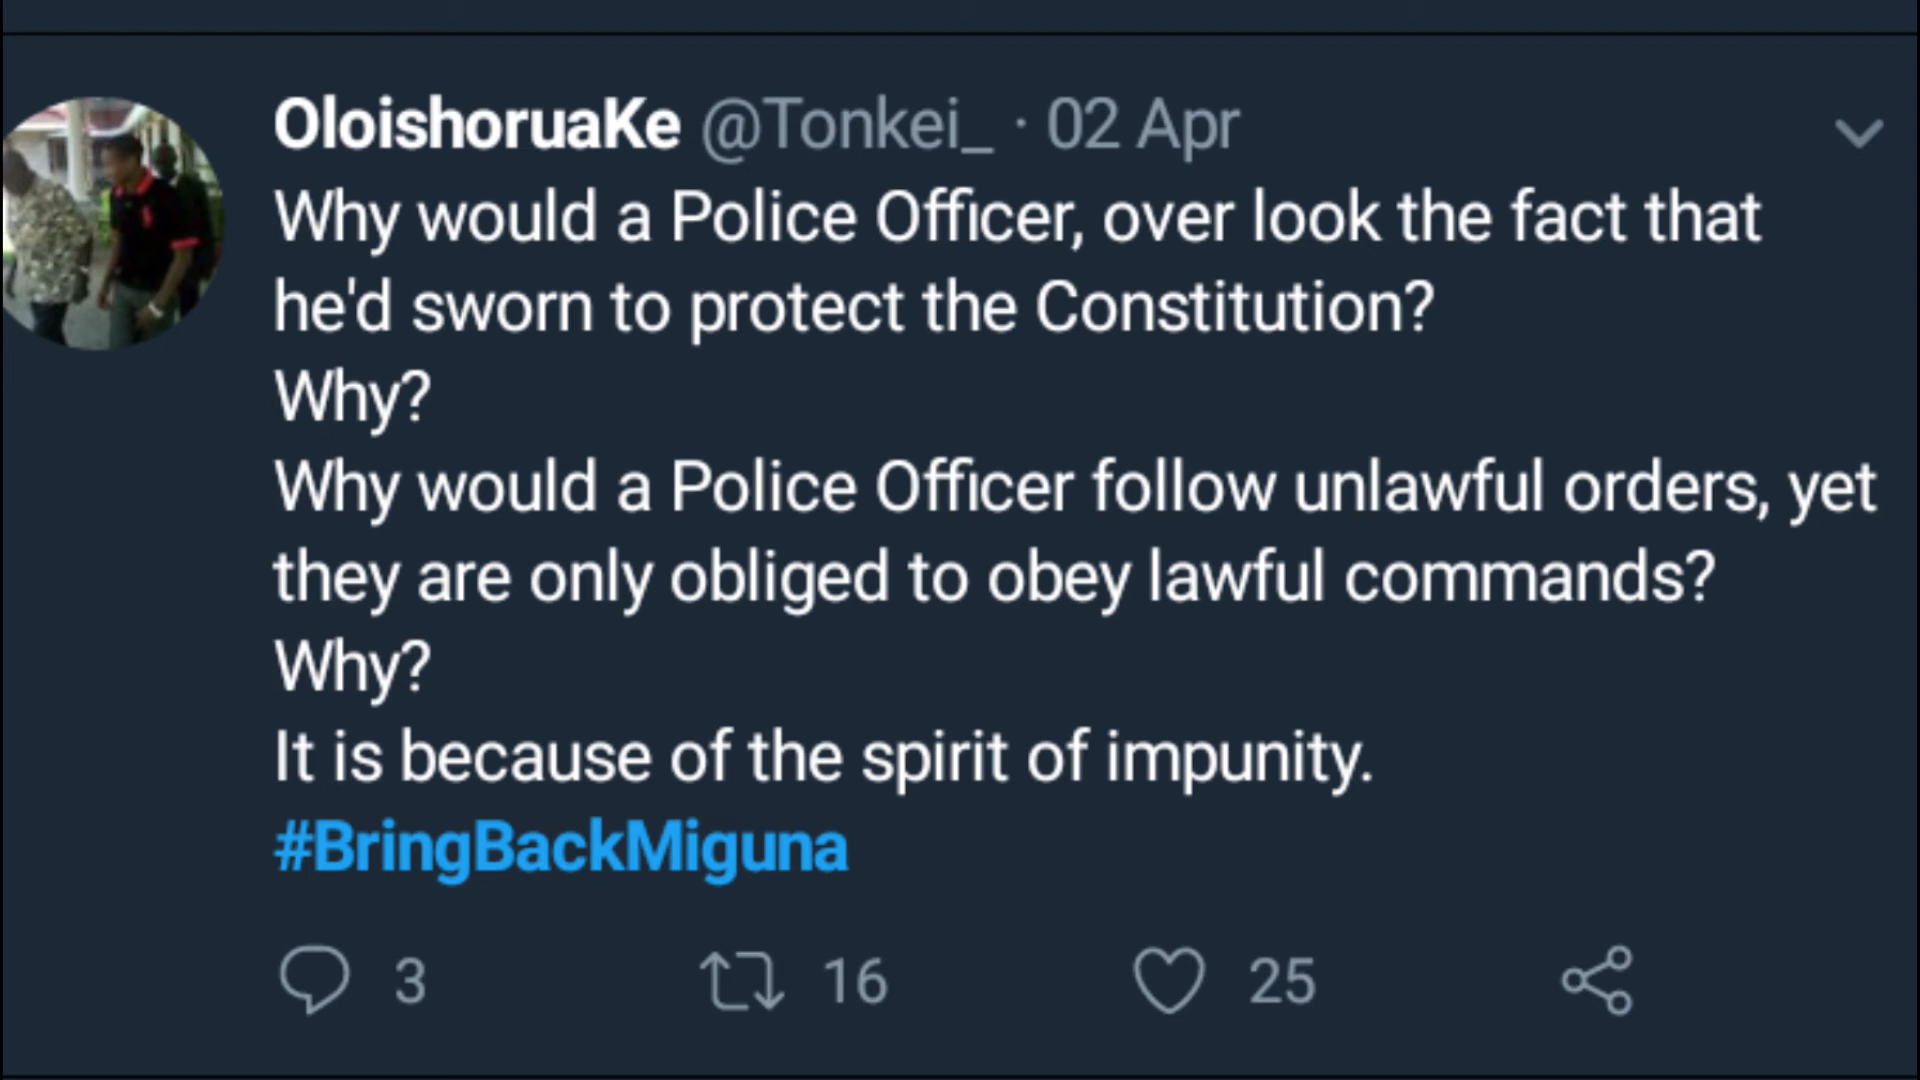 OloishoruaKe @Tonkei_ · 02 Apr
Why would a Police Officer, over look the fact that
he'd sworn to protect the Constitution?
Why?
Why would a Police Officer follow unlawful orders, yet
they are only obliged to obey lawful commands?
Why?
It is because of the spirit of impunity.
#BringBackMiguna
3 16 25